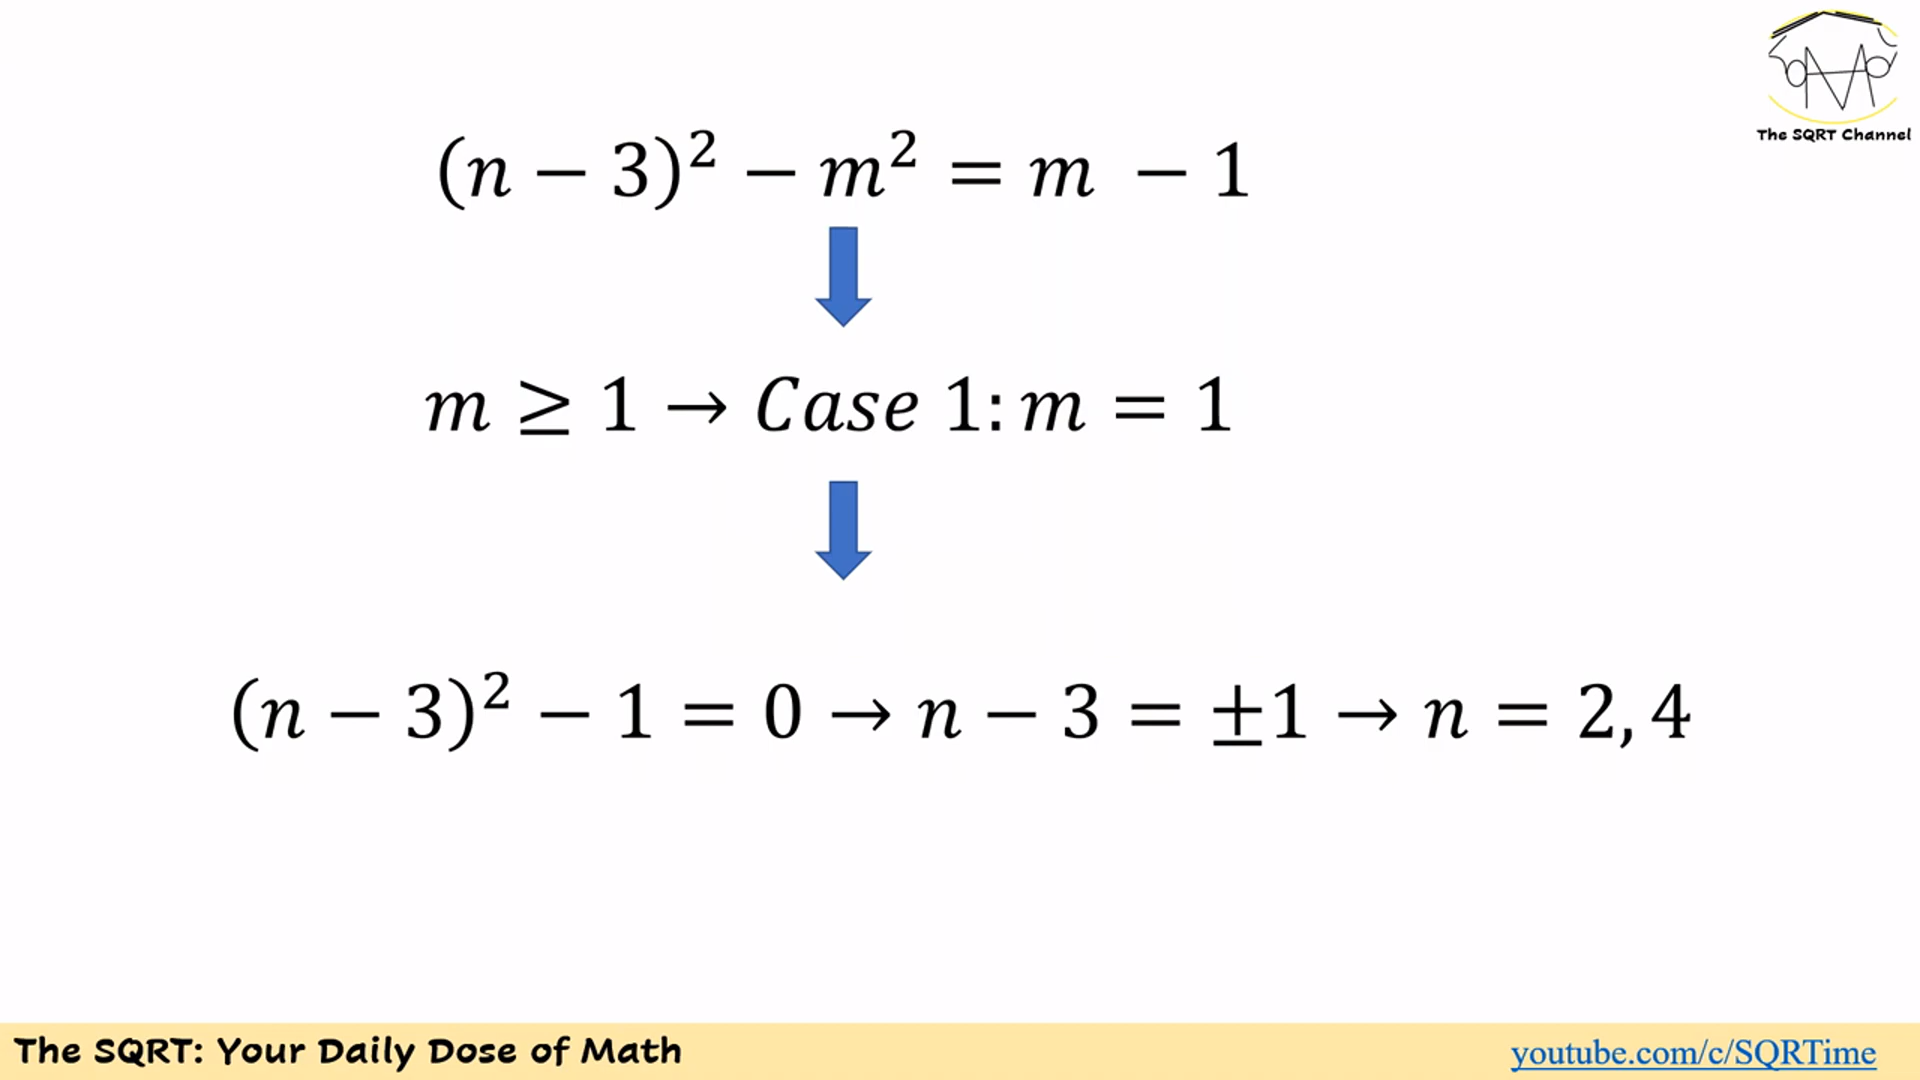 The SQRT Channel
(n − 3)² − m² = m − 1
m ≥ 1 → Case 1: m = 1
(n − 3)² − 1 = 0 → n − 3 = ±1 → n = 2, 4
The SQRT: Your Daily Dose of Math
youtube.com/c/SQRTime